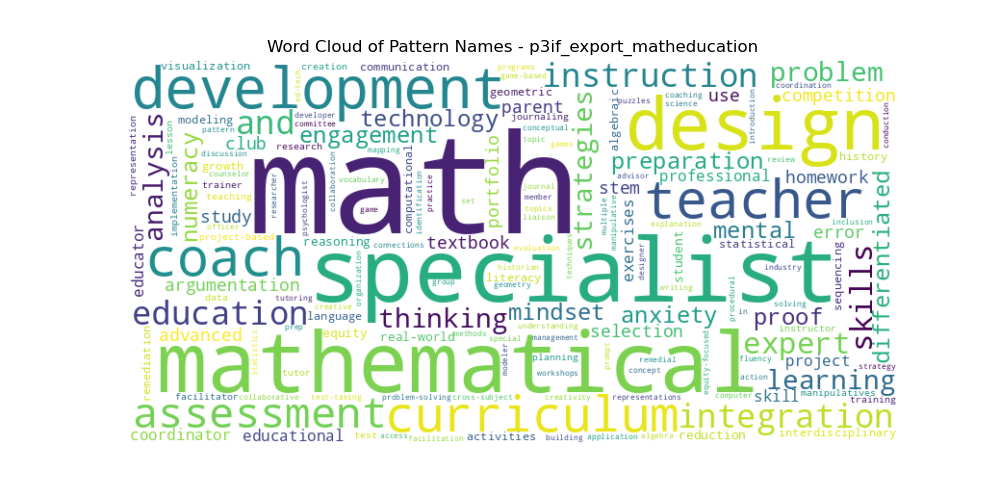 Word Cloud of Pattern Names - p3if_export_matheducation
visualization creation communication programs
game-based
ed-tech
development instruction problem
coordination
coaching
science
geometric
parent
use competition
puzzles
introduction
conduction
representation
analysis
modeling
pattern
lesson
developer
committee
and technology journaling
conceptual
algebraic
design
engagement
strategies
club
discussion
research
mapping
topic
games
preparation
review
history
implementation
numeracy
growth
counselor
teaching
trainer
researcher
psychologist
collaboration
vocabulary
game
math
computational
identification
practice
journal
member
set
topics
liaison
portfolio
advisor
professional homework
stem
teacher
differentiated
study
officer
project-based
multiple
manipulative
exercises
explanation
inclusion
mental error
statistical
educator
coach
reasoning
connections
textbook
evaluation
techniques
historian
literacy
geometry
specialist
designer
student
writing
industry
sequencing
skills
argumentation
organization
group
data
tutoring
creative
procedural
in
solving
education
language
thinking mindset anxiety proof
instructor
remediation
advanced
statistics
equity
real-world
methods
understanding
special
management
selection
expert
project
strategy
mathematical
prep
tutor
modeler
planning
workshops
prompt
remedial
concept
equity-focused
fluency
action
computer
learning
training
facilitator
collaborative
test-taking
problem-solving
cross-subject
creativity
representations
skill
manipulatives
assessment curriculum integration
coordinator educational
test
access
facilitation
activities
building
application
algebra
reduction
interdisciplinary